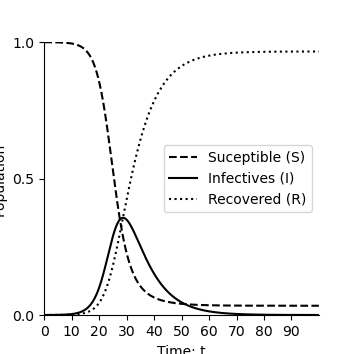 1.0
Population
Suceptible (S)
0.5
Infectives (I)
Recovered (R)
0.0
0 10 20 30 40 50 60 70 80 90
Time: t